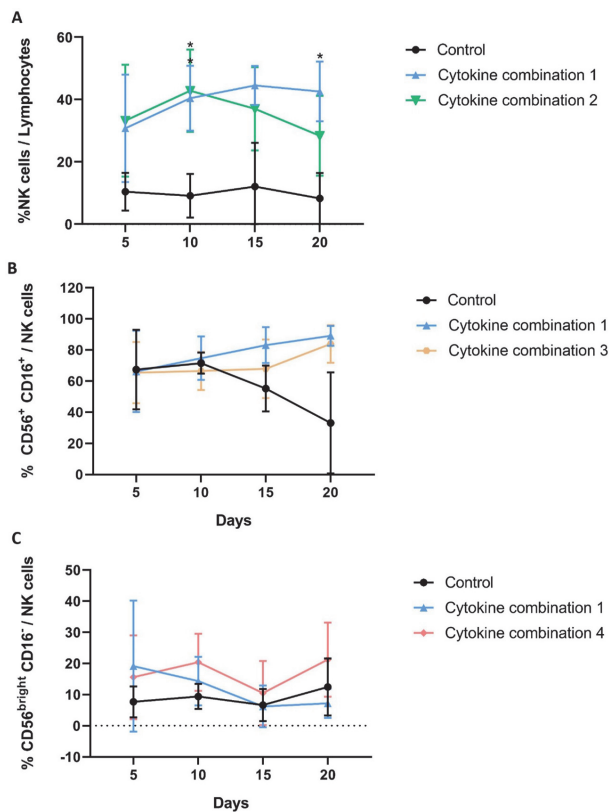 A
%NK cells / Lymphocytes
60
40
20
0
5
10
15
20
*
*
*
Control
Cytokine combination 1
Cytokine combination 2
B
% CD56⁺ CD16⁺ / NK cells
120
100
80
60
40
20
0
5
10
15
20
Days
Control
Cytokine combination 1
Cytokine combination 3
C
% CD56ᵇʳⁱᵍʰᵗ CD16⁻ / NK cells
50
40
30
20
10
0
-10
5
10
15
20
Days
Control
Cytokine combination 1
Cytokine combination 4